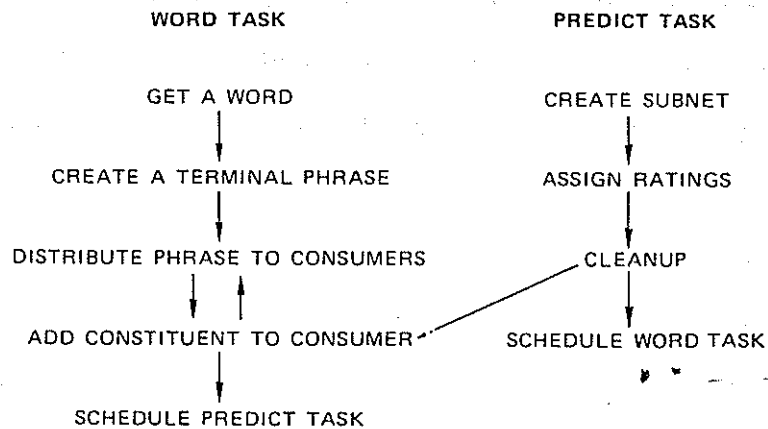 WORD TASK
GET A WORD
CREATE A TERMINAL PHRASE
DISTRIBUTE PHRASE TO CONSUMERS
ADD CONSTITUENT TO CONSUMER
SCHEDULE PREDICT TASK
PREDICT TASK
CREATE SUBNET
ASSIGN RATINGS
CLEANUP
SCHEDULE WORD TASK